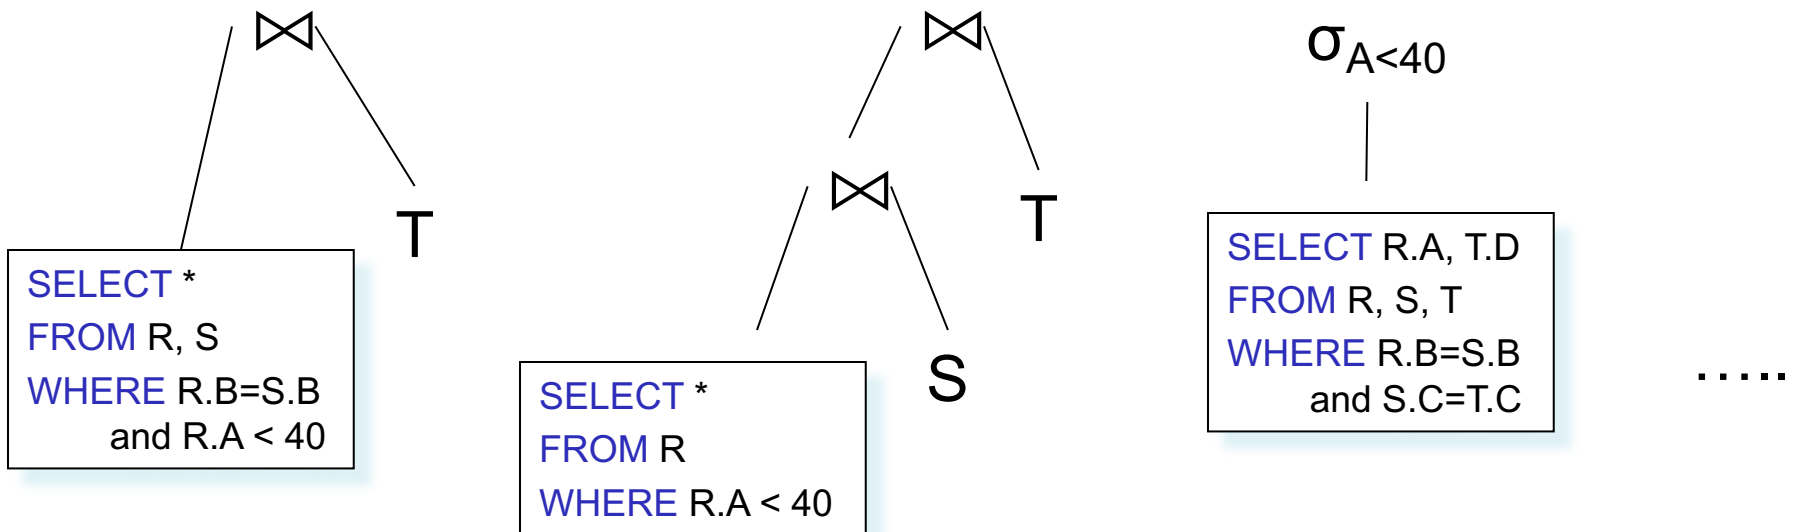 ⋈
T
SELECT *
FROM R, S
WHERE R.B=S.B
and R.A < 40
⋈
⋈
T
S
SELECT *
FROM R
WHERE R.A < 40
σA<40
SELECT R.A, T.D
FROM R, S, T
WHERE R.B=S.B
and S.C=T.C
.....